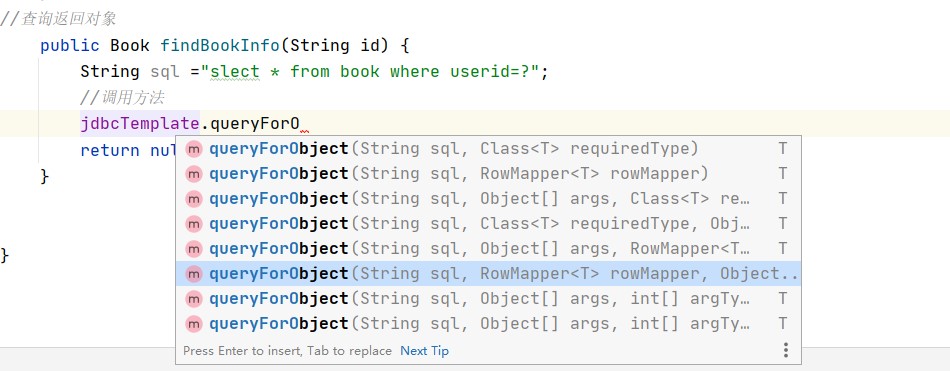 //查询返回对象
public Book findBookInfo(String id) {
String sql ="slect * from book where userid=?";
//调用方法
jdbcTemplate.queryForO
return nul
}
}
m queryForObject(String sql, Class<T> requiredType) T
m queryForObject(String sql, RowMapper<T> rowMapper) T
m queryForObject(String sql, Object[] args, Class<T> re… T
m queryForObject(String sql, Class<T> requiredType, Obj… T
m queryForObject(String sql, Object[] args, RowMapper<T… T
m queryForObject(String sql, RowMapper<T> rowMapper, Object...
m queryForObject(String sql, Object[] args, int[] argTy… T
m queryForObject(String sql, Object[] args, int[] argTy… T
Press Enter to insert, Tab to replace Next Tip